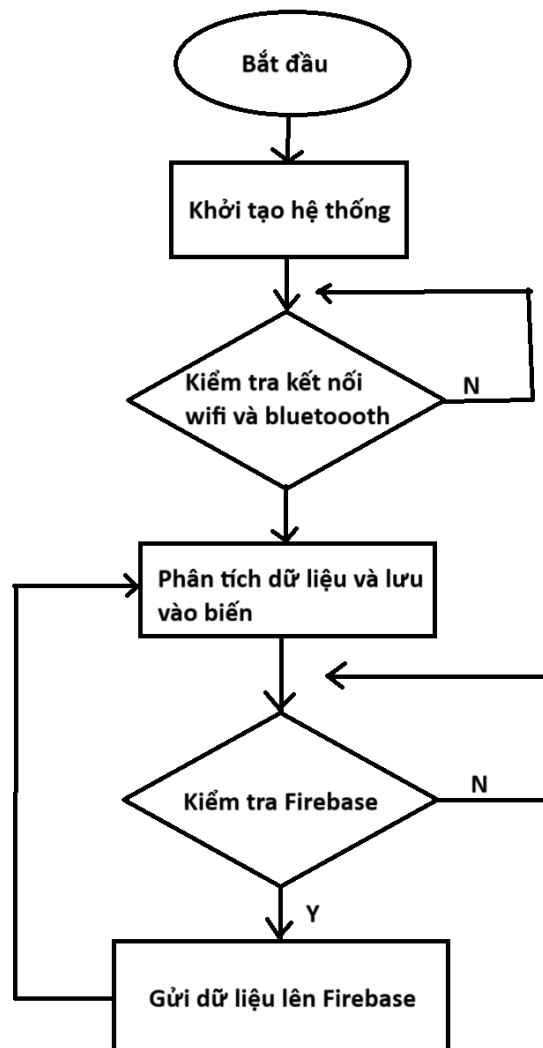 Bắt đầu
Khởi tạo hệ thống
Kiểm tra kết nối
wifi và bluetoooth
N
Phân tích dữ liệu và lưu
vào biến
Kiểm tra Firebase
N
Y
Gửi dữ liệu lên Firebase